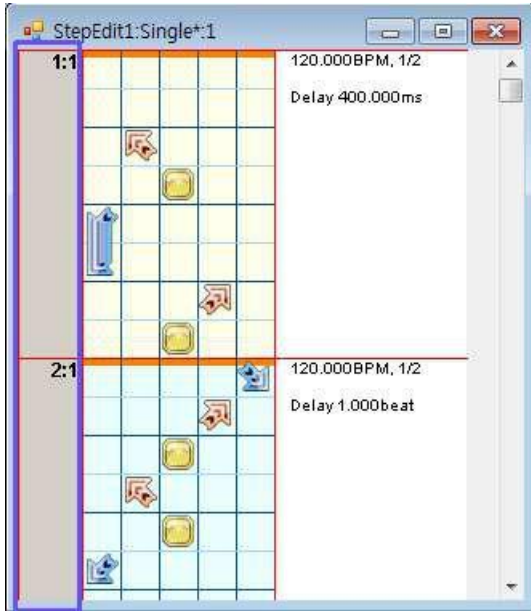 StepEdit1:Single*:1
1:1
120.000BPM, 1/2
Delay 400.000ms
2:1
120.000BPM, 1/2
Delay 1.000beat